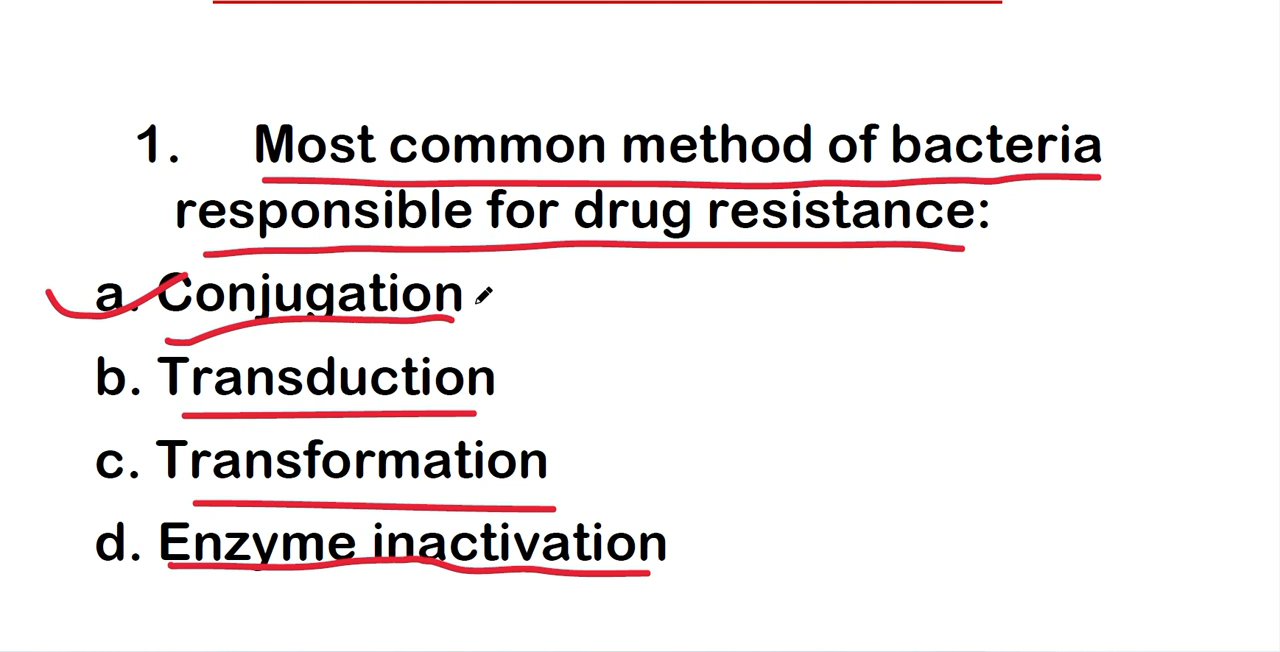 1. Most common method of bacteria
responsible for drug resistance:
a. Conjugation
b. Transduction
c. Transformation
d. Enzyme inactivation